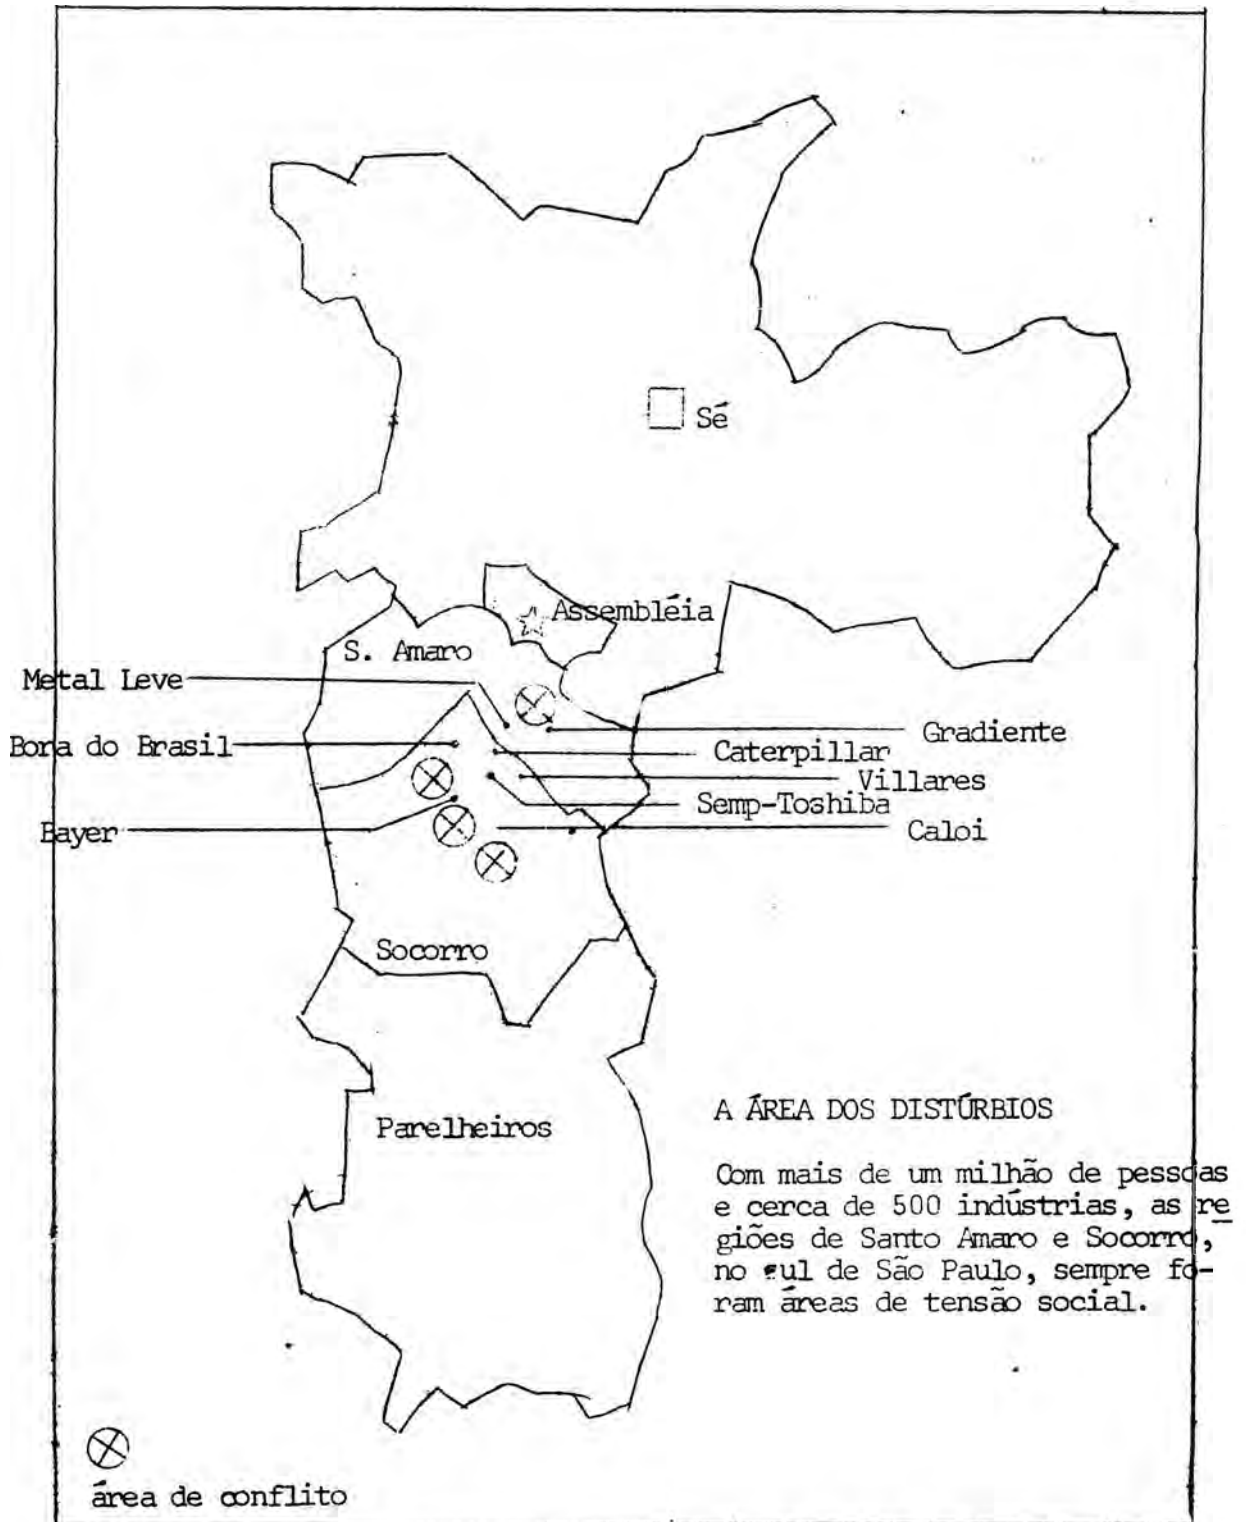 Sé
Assembléia
S. Amaro
Metal Leve
Gradiente
Bora do Brasil
Caterpillar
Villares
Semp-Toshiba
Bayer
Caloi
Socorro
Parelheiros
A ÁREA DOS DISTÚRBIOS
Com mais de um milhão de pessoas
e cerca de 500 indústrias, as re
giões de Santo Amaro e Socorro,
no sul de São Paulo, sempre fo-
ram áreas de tensão social.
área de conflito